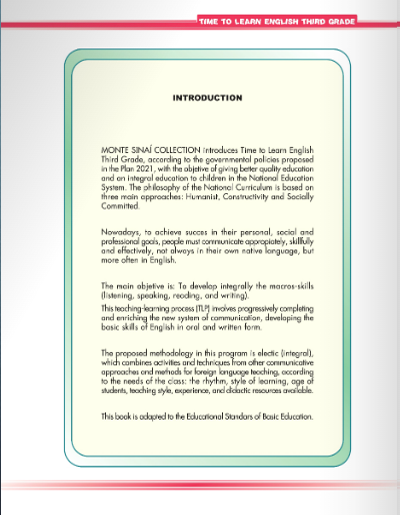 TIME TO LEARN ENGLISH THIRD GRADE
INTRODUCTION
MONTE SINAÍ COLLECTION introduces Time to Learn English
Third Grade, according to the governmental policies proposed
in the Plan 2021, with the objetive of giving better quality education
and an integral education to children in the National Education
System. The philosophy of the National Curriculum is based on
three main approaches: Humanist, Constructivity and Socially
Committed.
Nowadays, to achieve succes in their personal, social and
professional goals, people must communicate appropiately, skillfully
and effectively, not always in their own native language, but
more often in English.
The main objetive is: To develop integrally the macros-skills
(listening, speaking, reading, and writing).
This teaching-learning process (TLP) involves progressively completing
and enriching the new system of communication, developing the
basic skills of English in oral and written form.
The proposed methodology in this program is electic (integral),
which combines activities and techniques from other communicative
approaches and methods for foreign language teaching, according
to the needs of the class: the rhythm, style of learning, age of
students, teaching style, experience, and didactic resources available.
This book is adapted to the Educational Standars of Basic Education.